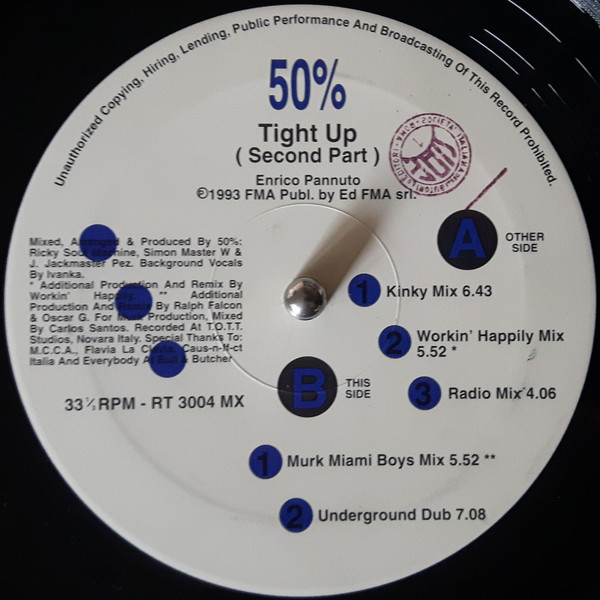 Unauthorized Copying, Hiring, Lending, Public Performance And Broadcasting Of This Record Prohibited.
50%
Tight Up
( Second Part )
Enrico Pannuto
©1993 FMA Publ. by Ed FMA srl.
Mixed, Arranged & Produced By 50%:
Ricky Soul Machine, Simon Master W &
J. Jackmaster Pez. Background Vocals
By Ivanka.
* Additional Production And Remix By
Workin' Happily. ** Additional
Production And Remix By Ralph Falcon
& Oscar G. For Murk Production, Mixed
By Carlos Santos. Recorded At T.O.T.T.
Studios, Novara Italy. Special Thanks To:
M.C.C.A., Flavia La Caus-n-ff-ct
Italia And Everybody At Bull & Butcher
33⅓ RPM - RT 3004 MX
A
OTHER
SIDE
1 Kinky Mix 6.43
2 Workin' Happily Mix
5.52 *
3 Radio Mix 4.06
B
THIS
SIDE
1 Murk Miami Boys Mix 5.52 **
2 Underground Dub 7.08